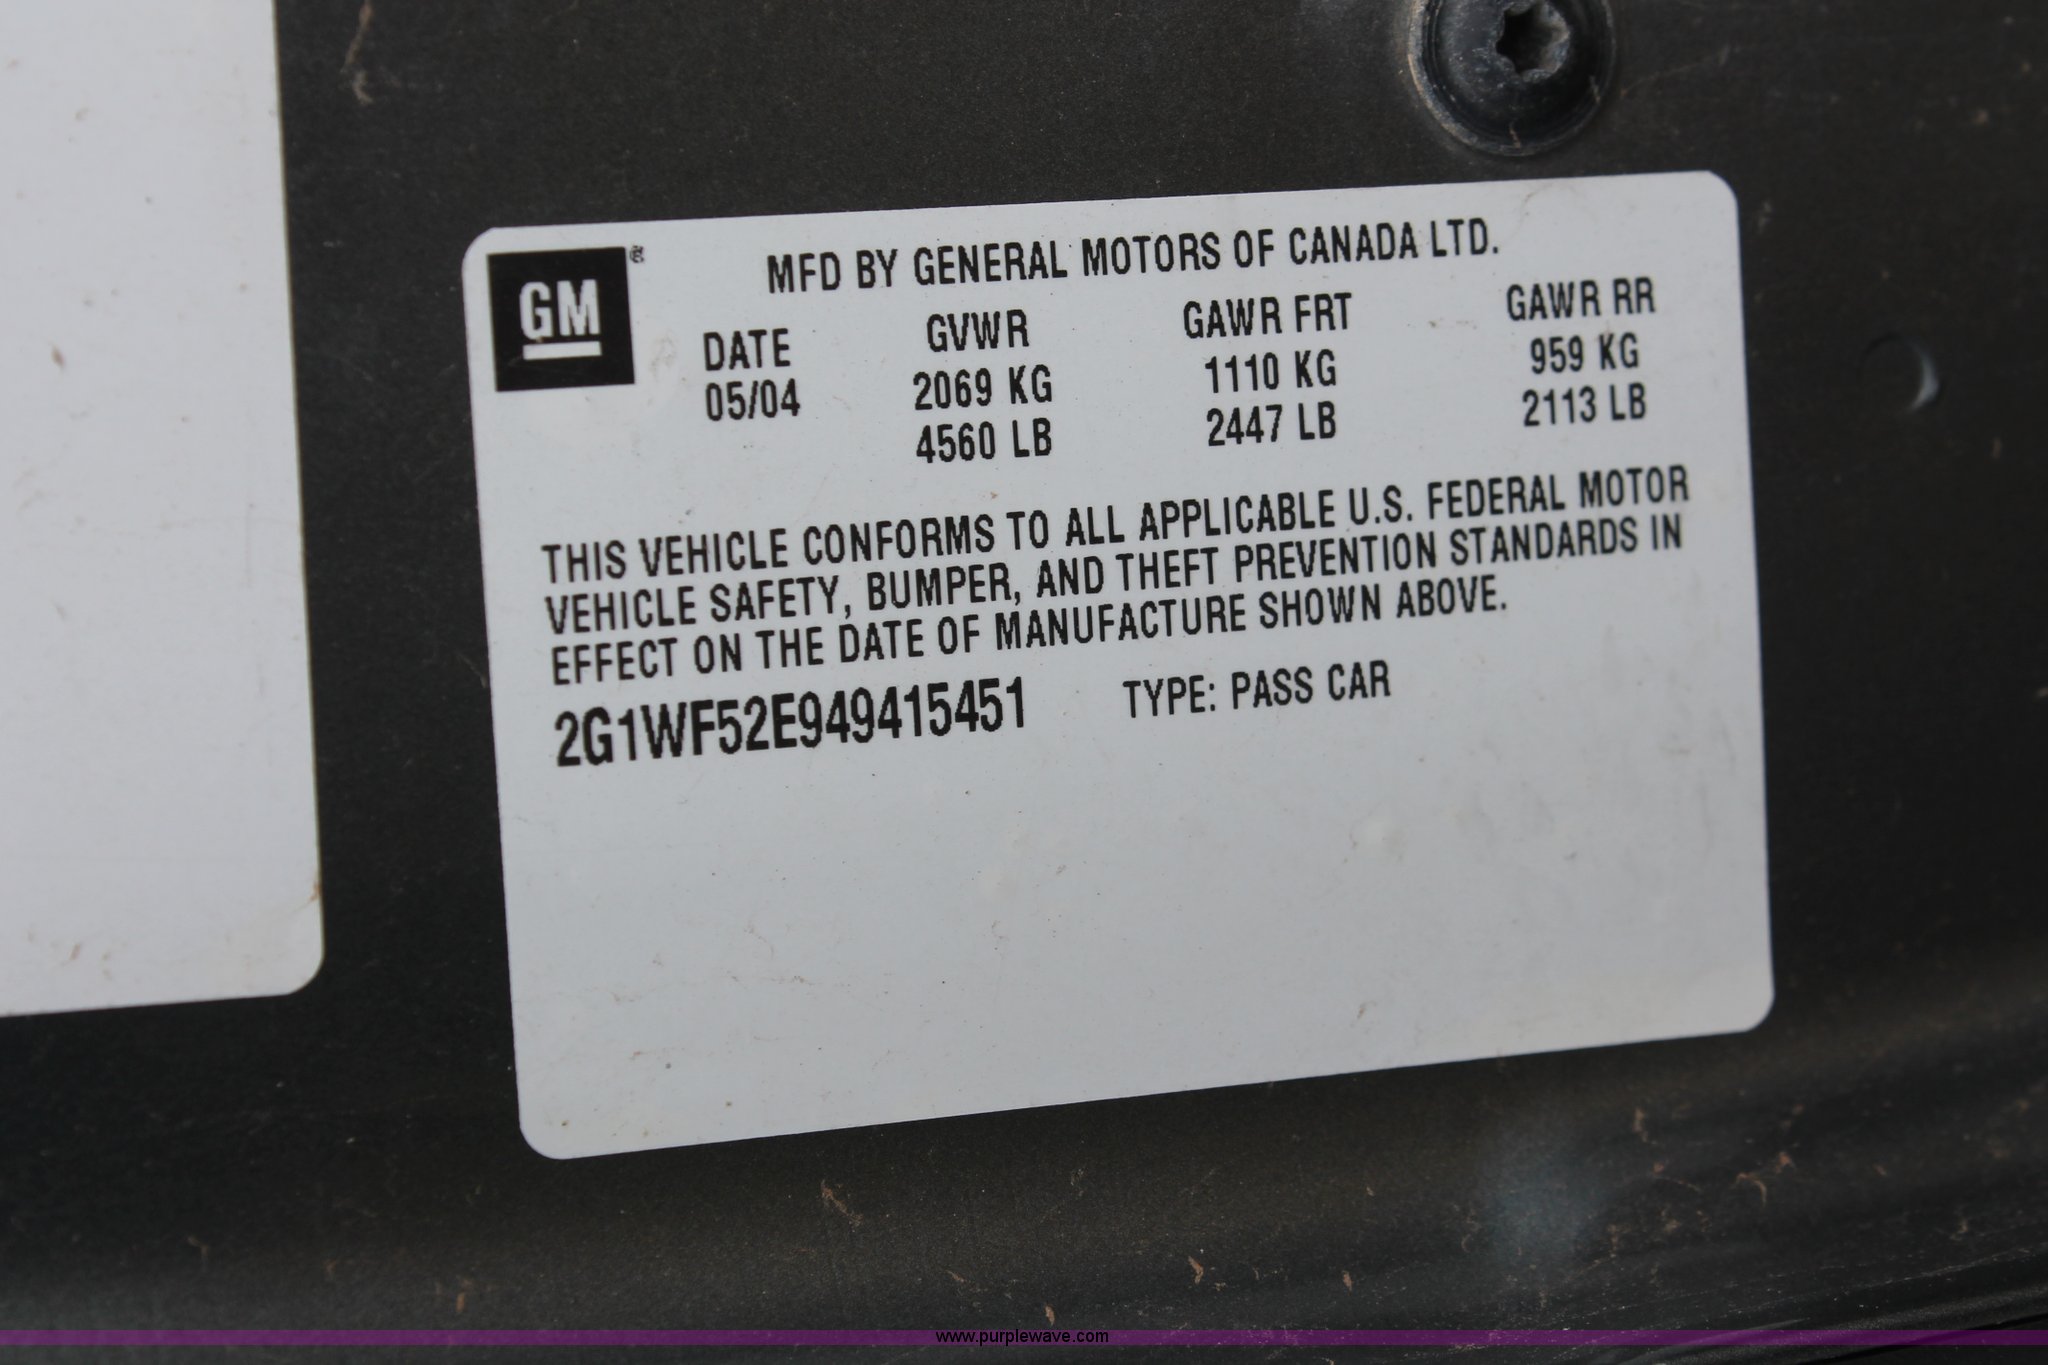 GM®
MFD BY GENERAL MOTORS OF CANADA LTD.
DATE GVWR GAWR FRT GAWR RR
05/04 2069 KG 1110 KG 959 KG
4560 LB 2447 LB 2113 LB
THIS VEHICLE CONFORMS TO ALL APPLICABLE U.S. FEDERAL MOTOR
VEHICLE SAFETY, BUMPER, AND THEFT PREVENTION STANDARDS IN
EFFECT ON THE DATE OF MANUFACTURE SHOWN ABOVE.
2G1WF52E949415451 TYPE: PASS CAR
www.purplewave.com